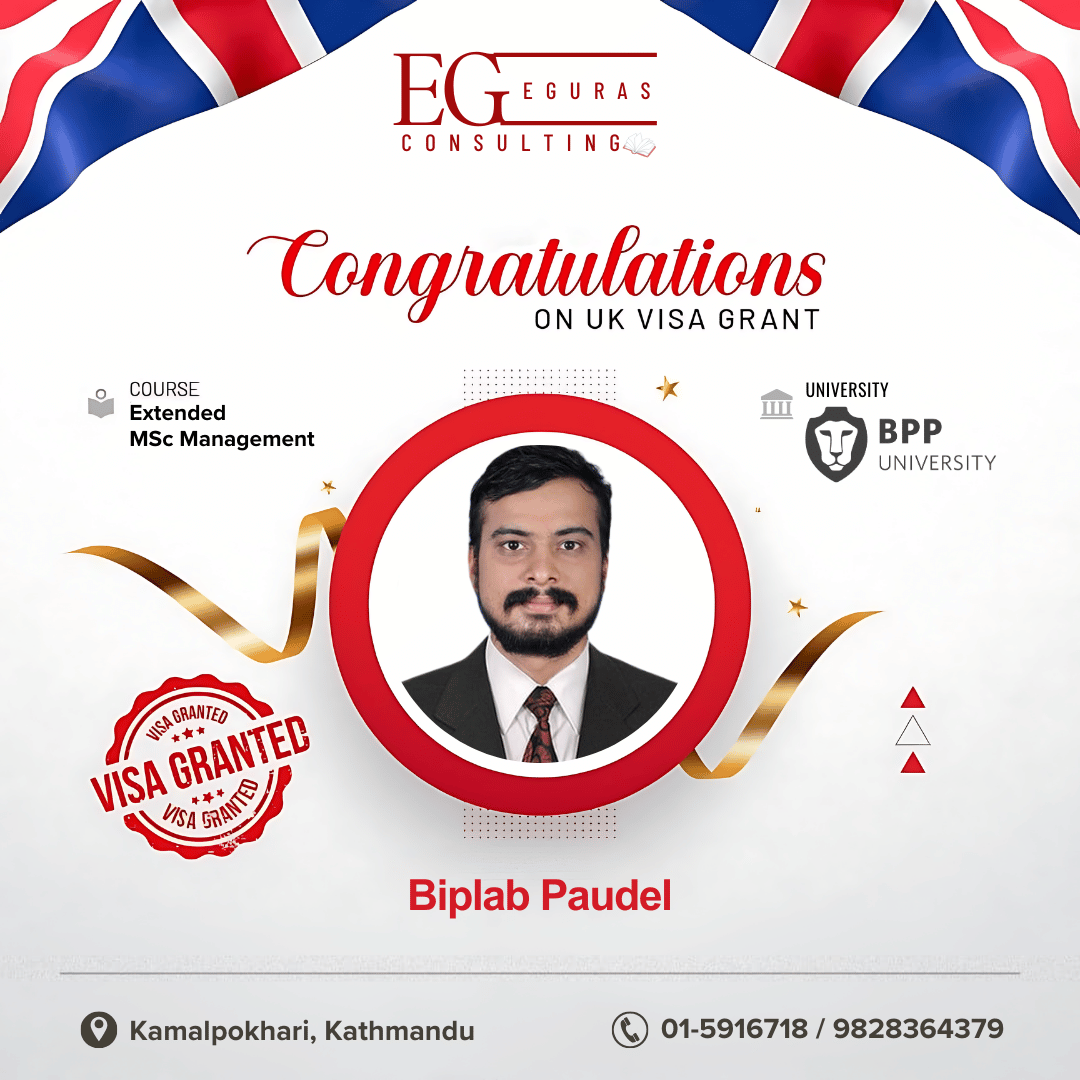 EG EGURAS
CONSULTING
Congratulations
ON UK VISA GRANT
COURSE
Extended
MSc Management
UNIVERSITY
BPP
UNIVERSITY
VISA GRANTED
VISA GRANTED
VISA GRANTED
Biplab Paudel
Kamalpokhari, Kathmandu
01-5916718 / 9828364379